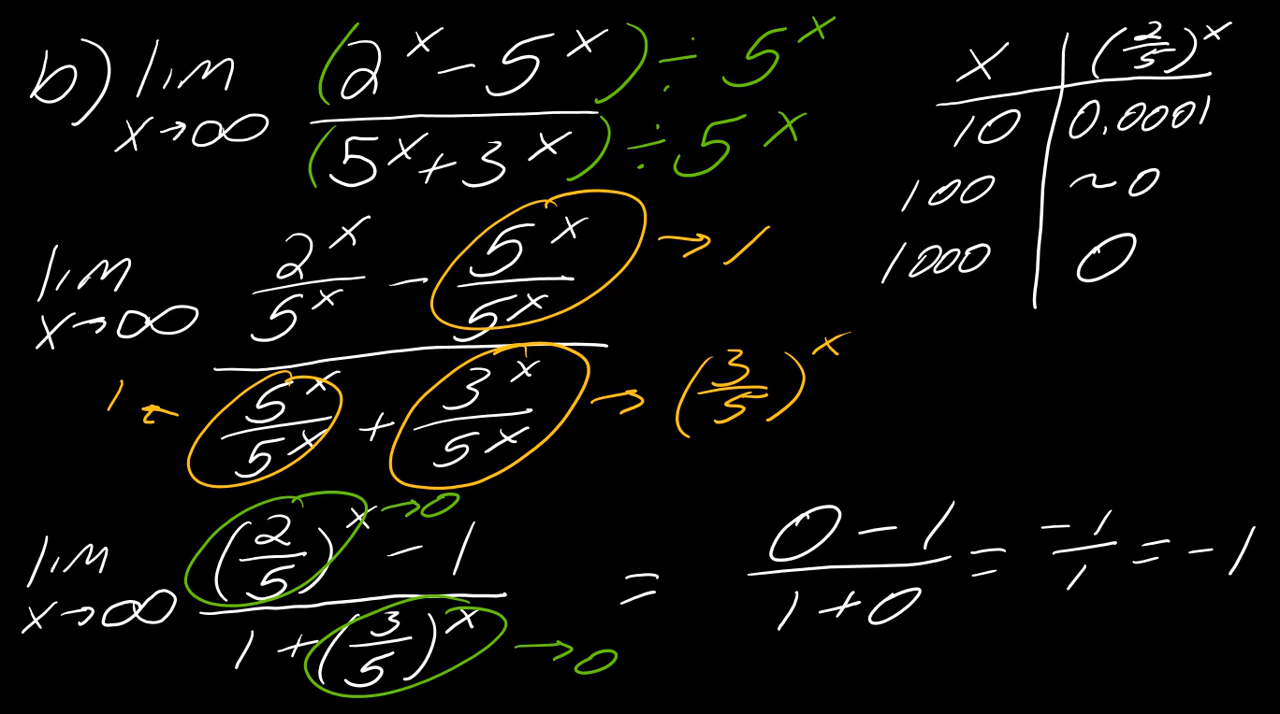 b) lim x→∞ (2^x − 5^x) ÷ 5^x / (5^x + 3^x) ÷ 5^x
x | (2/5)^x
10 | 0.0001
100 | ~0
1000 | 0
lim x→∞ (2^x/5^x − 5^x/5^x) / (5^x/5^x + 3^x/5^x)
→ 1
1 ←
→ (3/5)^x
lim x→∞ ((2/5)^x − 1) / (1 + (3/5)^x) = (0 − 1)/(1 + 0) = −1/1 = −1
→ 0
→ 0